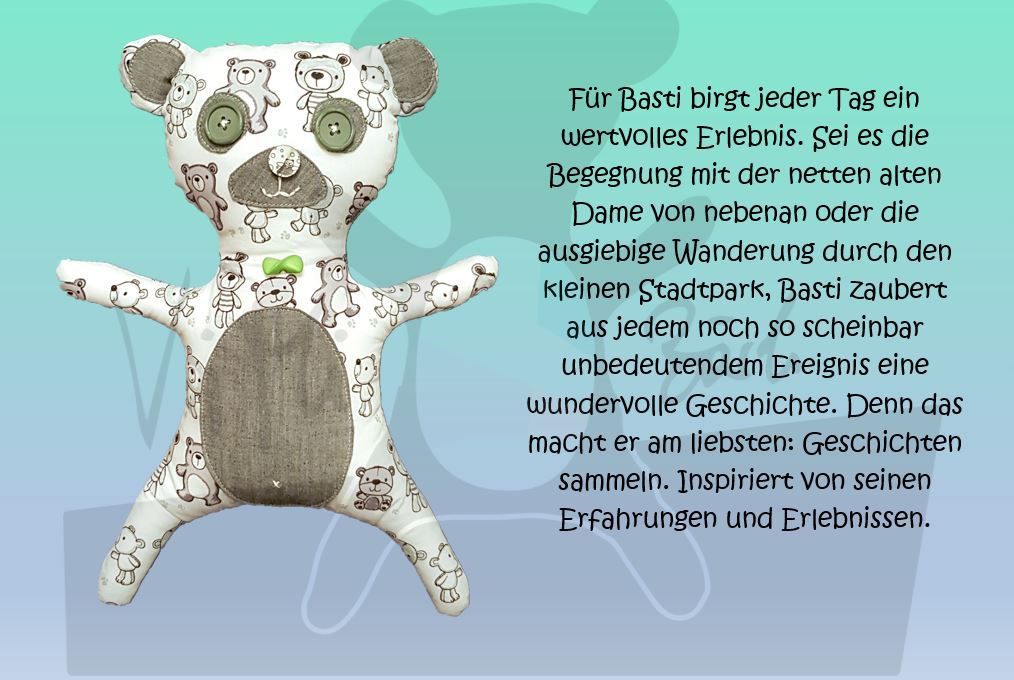 Für Basti birgt jeder Tag ein
wertvolles Erlebnis. Sei es die
Begegnung mit der netten alten
Dame von nebenan oder die
ausgiebige Wanderung durch den
kleinen Stadtpark, Basti zaubert
aus jedem noch so scheinbar
unbedeutendem Ereignis eine
wundervolle Geschichte. Denn das
macht er am liebsten: Geschichten
sammeln. Inspiriert von seinen
Erfahrungen und Erlebnissen.